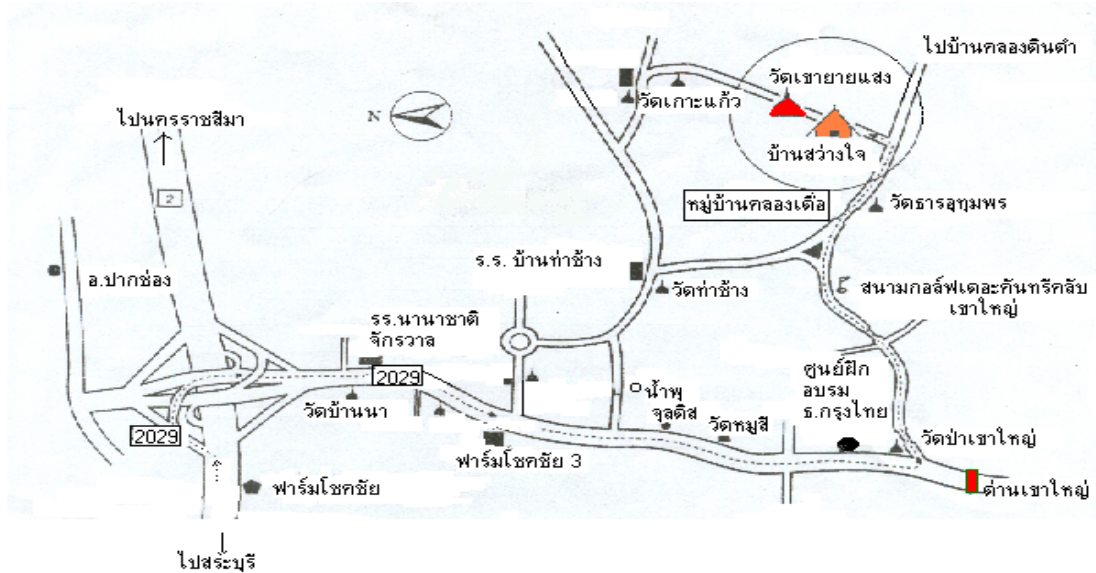 ไปบ้านคลองดินดำ
วัดเขายายแสง
วัดเกาะแก้ว
ไปนครราชสีมา
N
บ้านสว่างใจ
2
หมู่บ้านคลองเดื่อ
วัดธารอุทุมพร
ร.ร. บ้านท่าช้าง
อ.ปากช่อง
วัดท่าช้าง
สนามกอล์ฟเดอะคันทรีคลับ
เขาใหญ่
รร.นานาชาติ
จักรวาล
2029
ศูนย์ฝึก
อบรม
ธ.กรุงไทย
น้ำพุ
จุลดิส
วัดบ้านนา
วัดหมูสี
2029
วัดป่าเขาใหญ่
ฟาร์มโชคชัย 3
ฟาร์มโชคชัย
ด่านเขาใหญ่
ไปสระบุรี